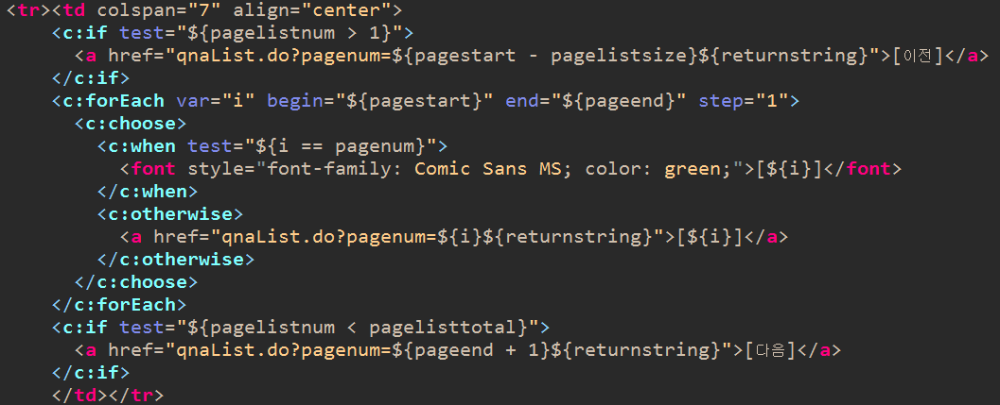 <tr><td colspan="7" align="center">
    <c:if test="${pagelistnum > 1}">
      <a href="qnaList.do?pagenum=${pagestart - pagelistsize}${returnstring}">[이전]</a>
    </c:if>
    <c:forEach var="i" begin="${pagestart}" end="${pageend}" step="1">
      <c:choose>
        <c:when test="${i == pagenum}">
          <font style="font-family: Comic Sans MS; color: green;">[${i}]</font>
        </c:when>
        <c:otherwise>
          <a href="qnaList.do?pagenum=${i}${returnstring}">[${i}]</a>
        </c:otherwise>
      </c:choose>
    </c:forEach>
    <c:if test="${pagelistnum < pagelisttotal}">
      <a href="qnaList.do?pagenum=${pageend + 1}${returnstring}">[다음]</a>
    </c:if>
    </td></tr>